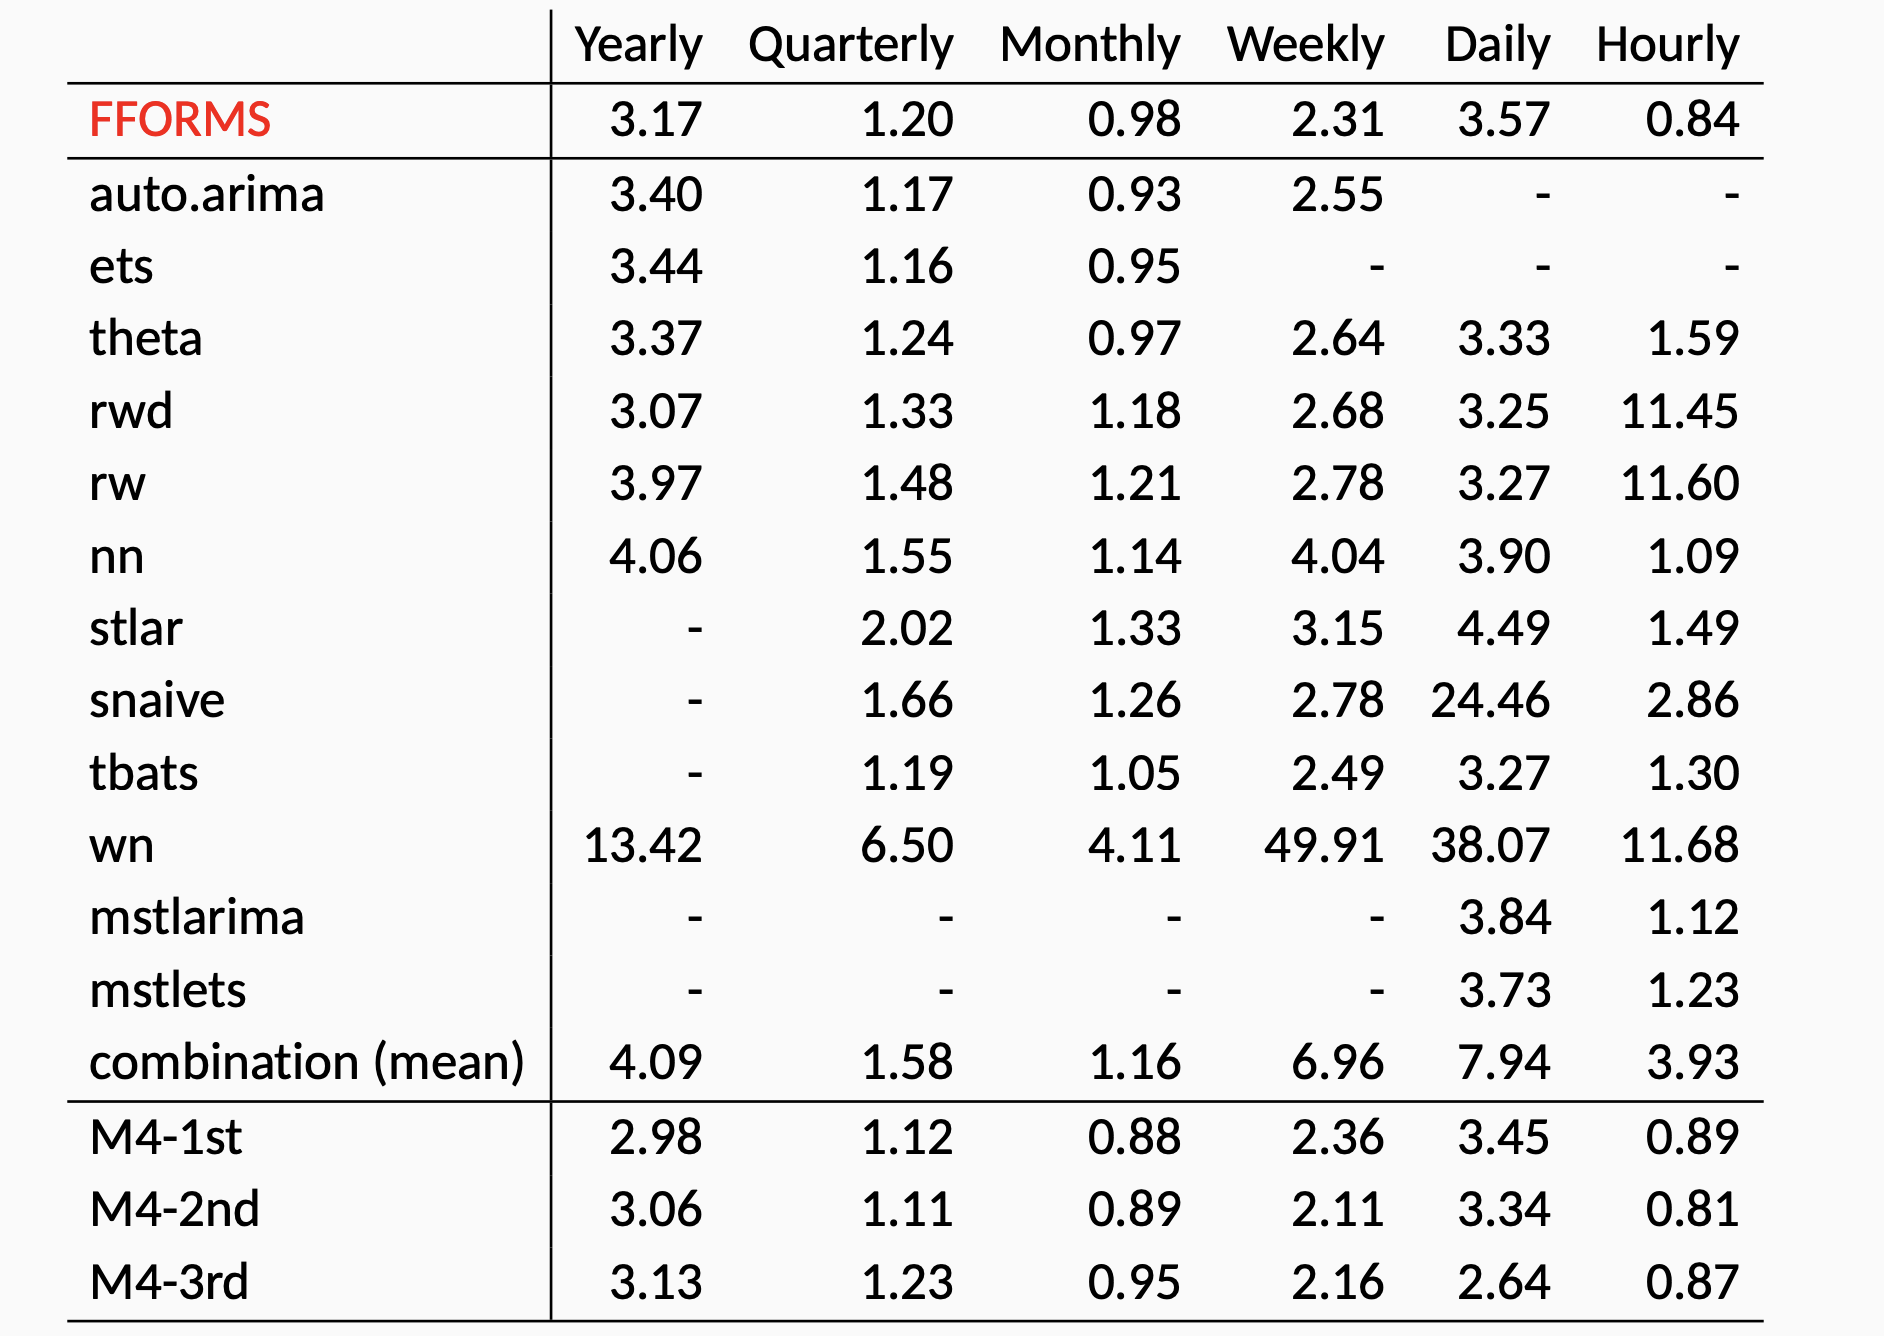 Yearly Quarterly Monthly Weekly Daily Hourly
FFORMS 3.17 1.20 0.98 2.31 3.57 0.84
auto.arima 3.40 1.17 0.93 2.55 - -
ets 3.44 1.16 0.95 - - -
theta 3.37 1.24 0.97 2.64 3.33 1.59
rwd 3.07 1.33 1.18 2.68 3.25 11.45
rw 3.97 1.48 1.21 2.78 3.27 11.60
nn 4.06 1.55 1.14 4.04 3.90 1.09
stlar - 2.02 1.33 3.15 4.49 1.49
snaive - 1.66 1.26 2.78 24.46 2.86
tbats - 1.19 1.05 2.49 3.27 1.30
wn 13.42 6.50 4.11 49.91 38.07 11.68
mstlarima - - - - 3.84 1.12
mstlets - - - - 3.73 1.23
combination (mean) 4.09 1.58 1.16 6.96 7.94 3.93
M4-1st 2.98 1.12 0.88 2.36 3.45 0.89
M4-2nd 3.06 1.11 0.89 2.11 3.34 0.81
M4-3rd 3.13 1.23 0.95 2.16 2.64 0.87